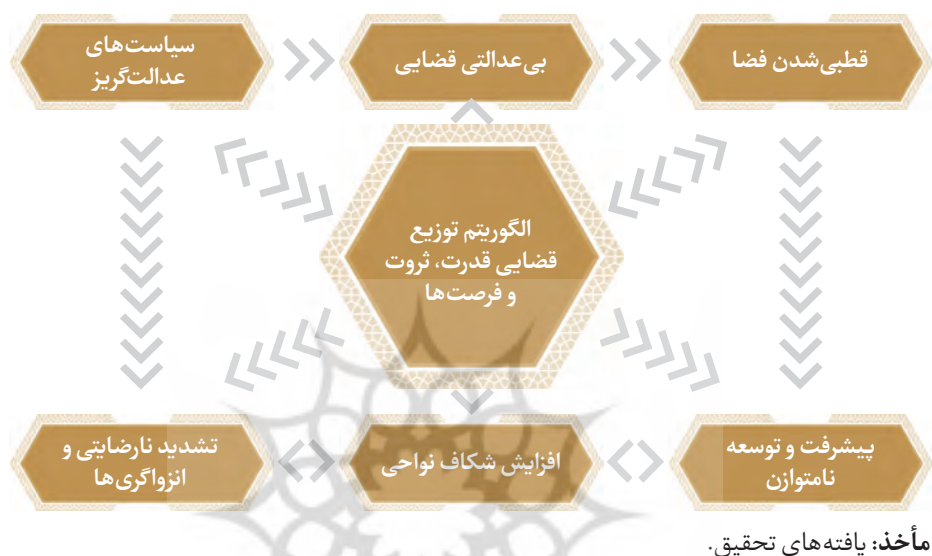 قطبی‌شدن فضا
بی‌عدالتی قضایی
سیاست‌های
عدالت‌گریز
الگوریتم توزیع
قضایی قدرت، ثروت
و فرصت‌ها
پیشرفت و توسعه
نامتوازن
افزایش شکاف نواحی
تشدید نارضایتی و
انزواگری‌ها
مأخذ: یافته‌های تحقیق.